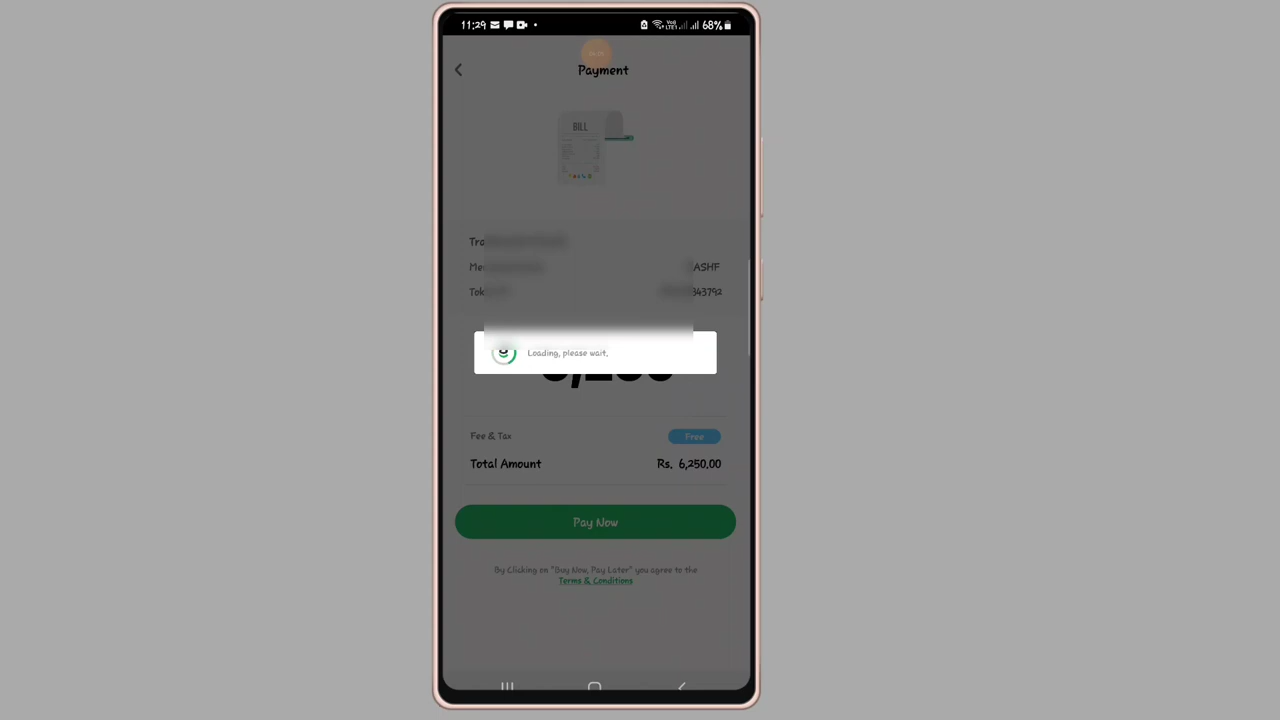 11:29
68%
Payment
BILL
ASHF
43792
Loading, please wait.
Fee & Tax
Free
Total Amount
Rs. 6,250.00
Pay Now
By Clicking on "Buy Now, Pay Later" you agree to the
Terms & Conditions